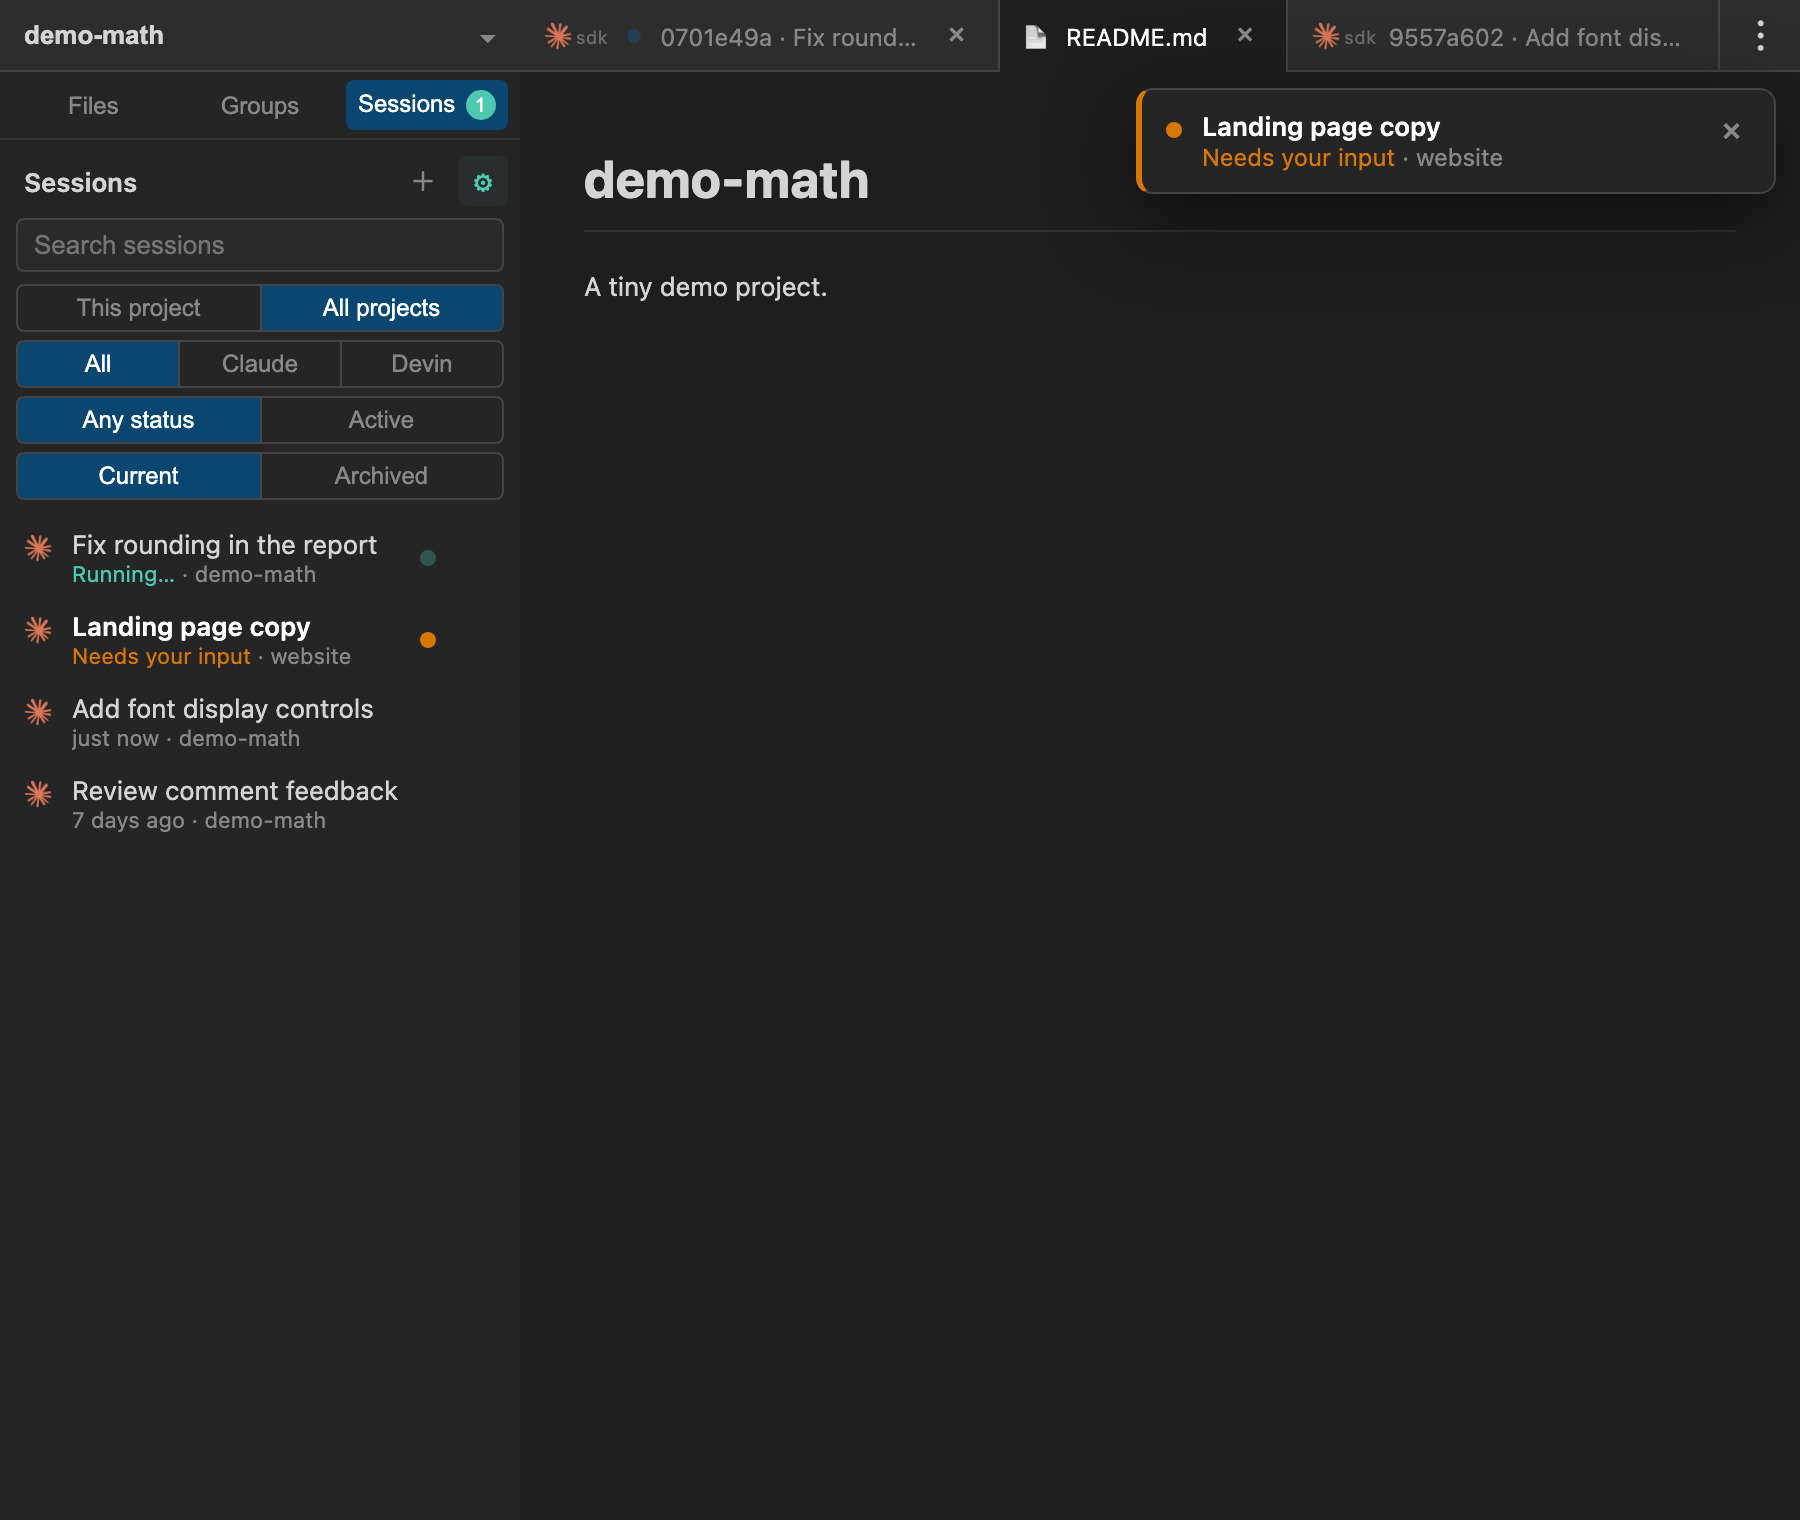 demo-math
sdk 0701e49a · Fix round...
README.md
sdk 9557a602 · Add font dis...
Files
Groups
Sessions 1
Sessions
Search sessions
This project
All projects
All
Claude
Devin
Any status
Active
Current
Archived
Fix rounding in the report
Running... · demo-math
Landing page copy
Needs your input · website
Add font display controls
just now · demo-math
Review comment feedback
7 days ago · demo-math
demo-math
A tiny demo project.
Landing page copy
Needs your input · website